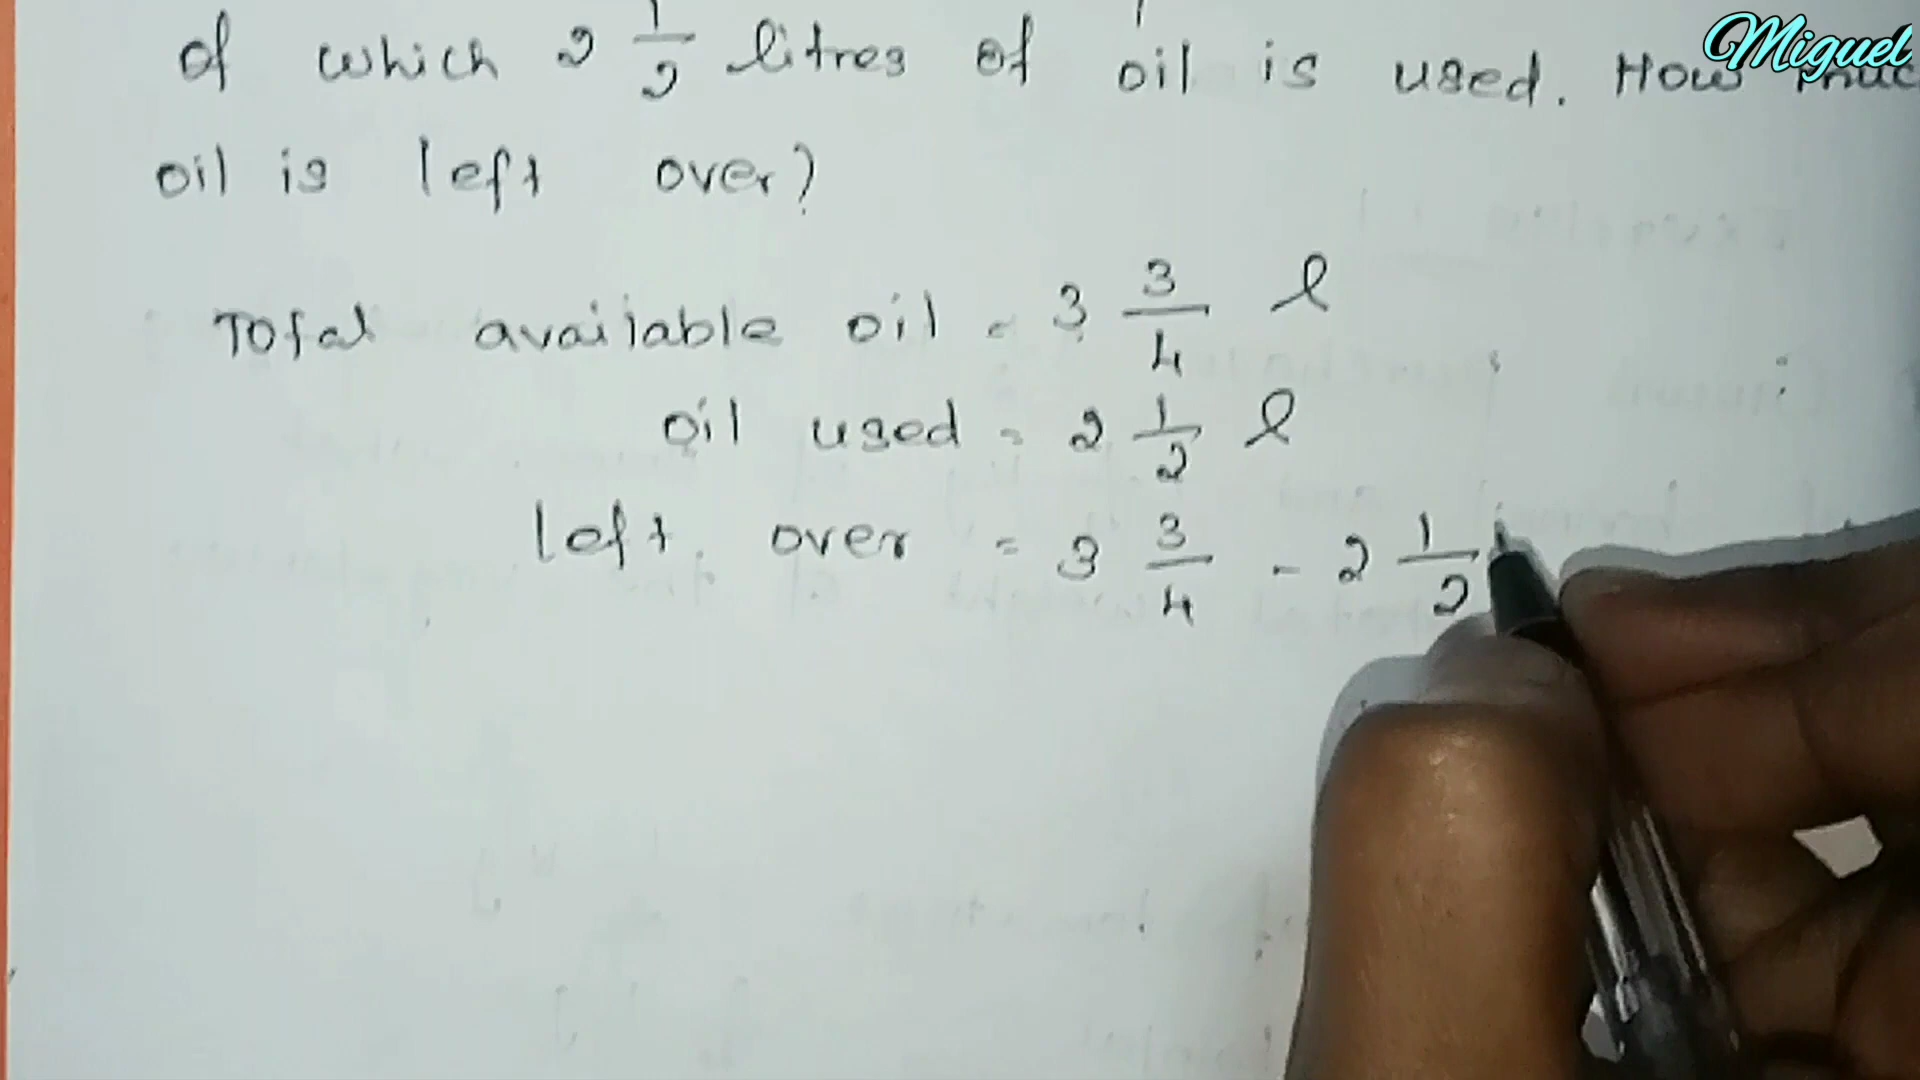 Miguel
of which 2 1/2 litres of oil is used. How muc
oil is left over?
Total available oil = 3 3/4 l
oil used = 2 1/2 l
left over = 3 3/4 - 2 1/2